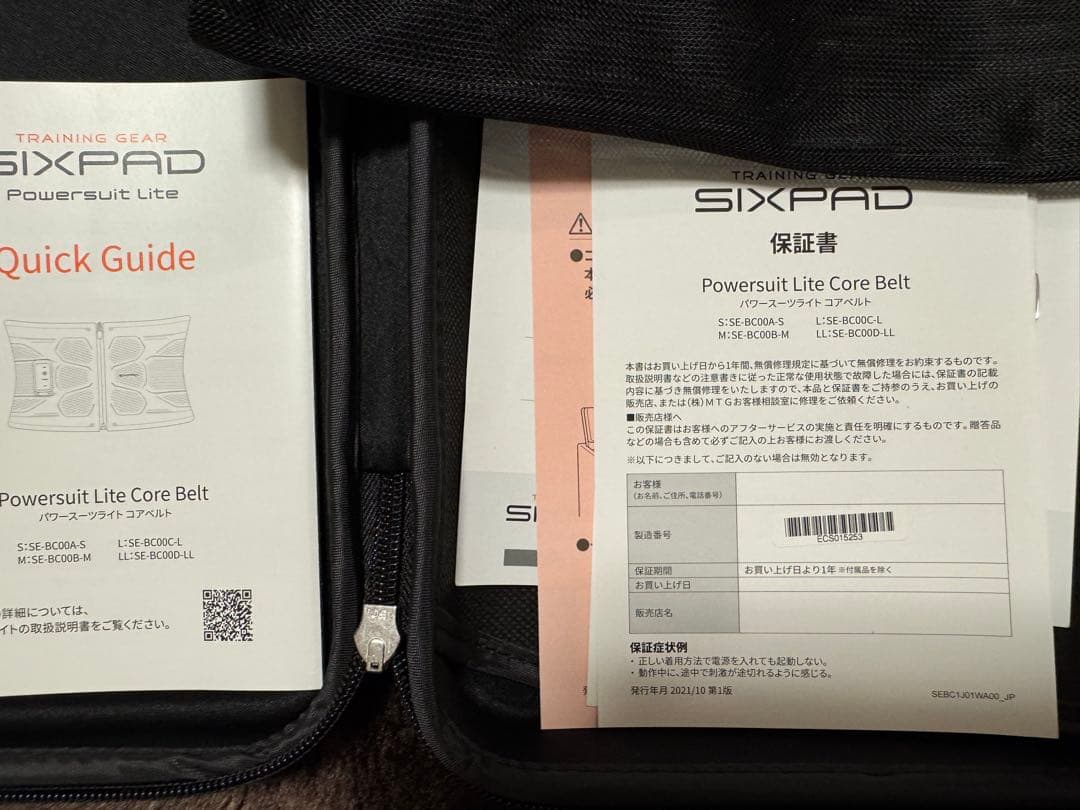 TRAINING GEAR
SIXPAD
Powersuit Lite
Quick Guide
Powersuit Lite Core Belt
パワースーツライト コアベルト
S:SE-BC00A-S L:SE-BC00C-L
M:SE-BC00B-M LL:SE-BC00D-LL
詳細については、
イトの取扱説明書をご覧ください。
SI
必
TRAINING GEAR
SIXPAD
保証書
Powersuit Lite Core Belt
パワースーツライト コアベルト
S:SE-BC00A-S L:SE-BC00C-L
M:SE-BC00B-M LL:SE-BC00D-LL
本書はお買い上げ日から1年間、無償修理規定に基づいて無償修理をお約束するものです。
取扱説明書などの注意書きに従った正常な使用状態で故障した場合には、保証書の記載
内容に基づき無償修理をいたしますので、本品と保証書をご持参のうえ、お買い上げの
販売店、または(株)MTGお客様相談室に修理をご依頼ください。
■販売店様へ
この保証書はお客様へのアフターサービスの実施と責任を明確にするものです。贈答品
などの場合も含めて必ずご記入の上お客様にお渡しください。
※以下につきまして、ご記入のない場合は無効となります。
お客様
(お名前、ご住所、電話番号)
製造番号
ECS015253
保証期間 お買い上げ日より1年 ※付属品を除く
お買い上げ日
販売店名
保証症状例
・正しい着用方法で電源を入れても起動しない。
・動作中に、途中で刺激が途切れるように感じる。
発行年月 2021/10 第1版 SEBC1J01WA00_JP